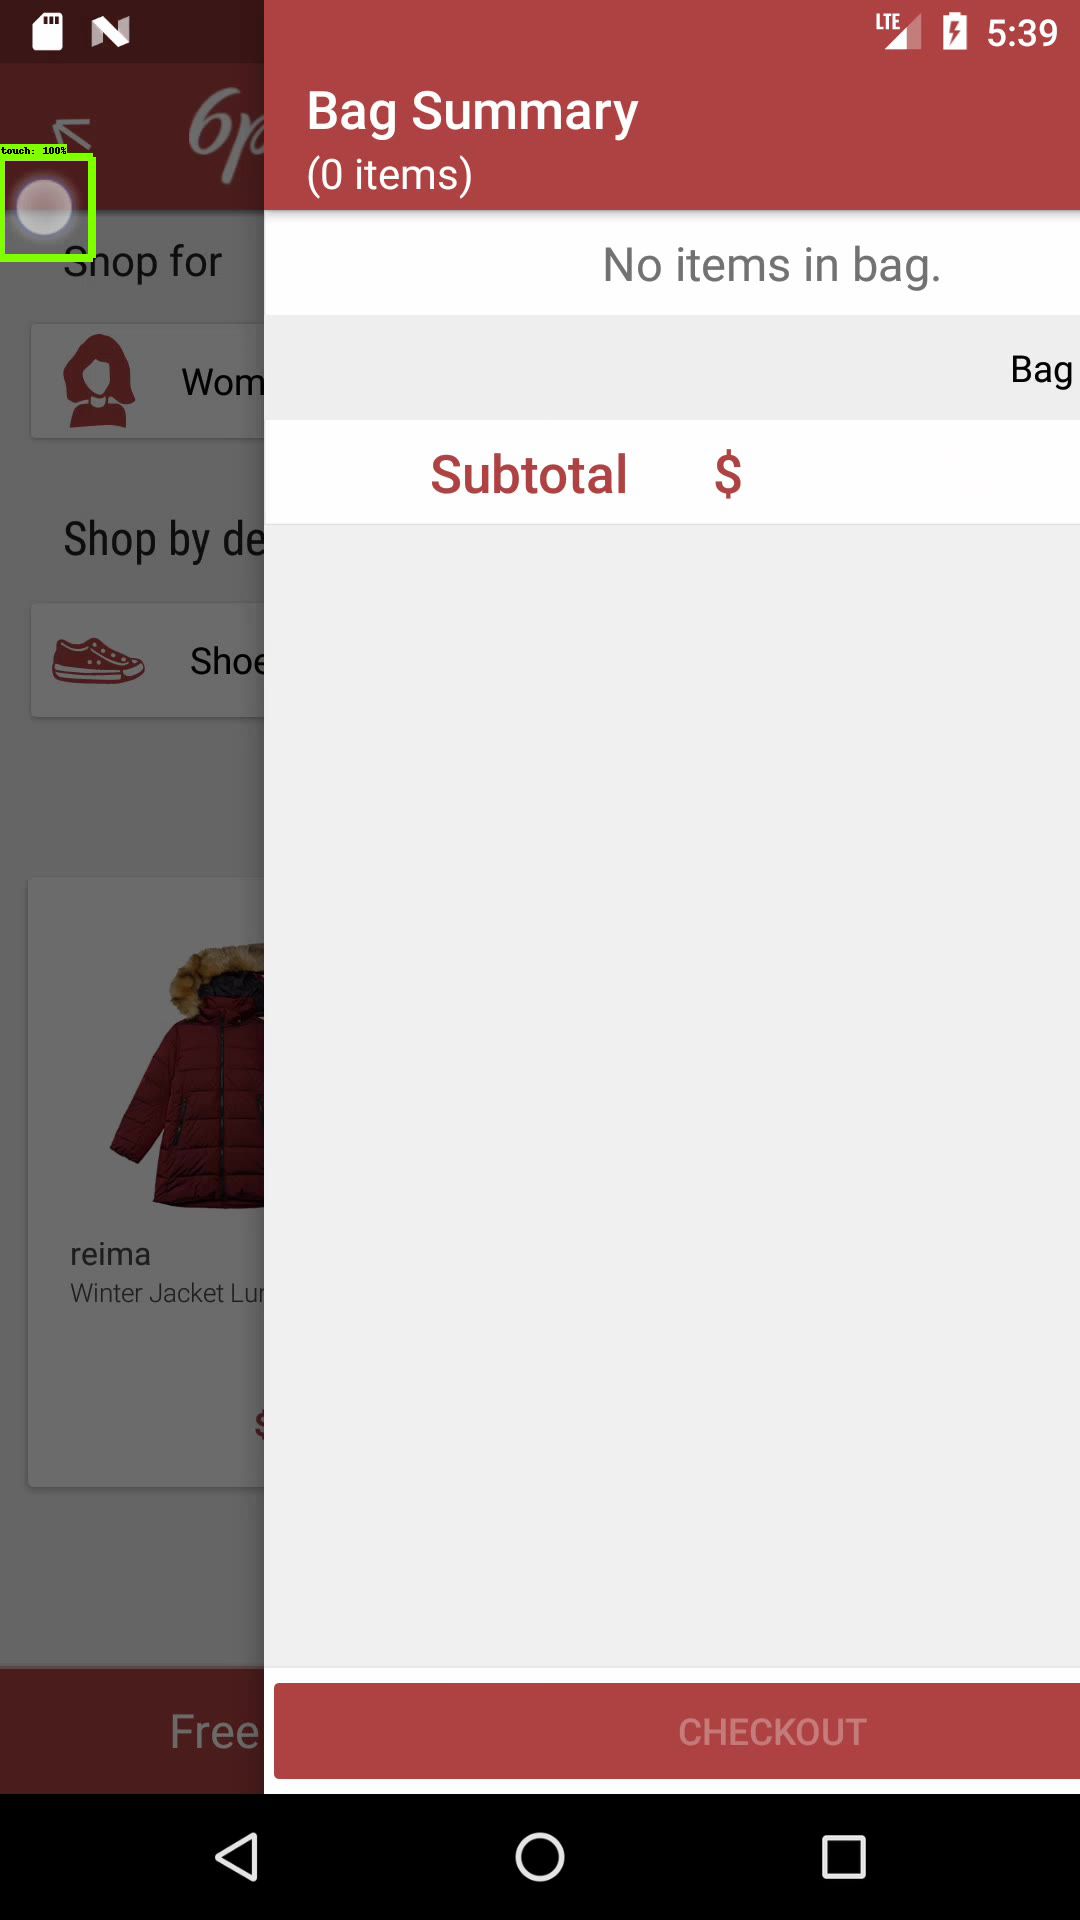 LTE 5:39
6p
Bag Summary
(0 items)
touch: 100%
Shop for
No items in bag.
Wom
Bag
Subtotal $
Shop by de
Shoe
reima
Winter Jacket Lu
$
Free
CHECKOUT